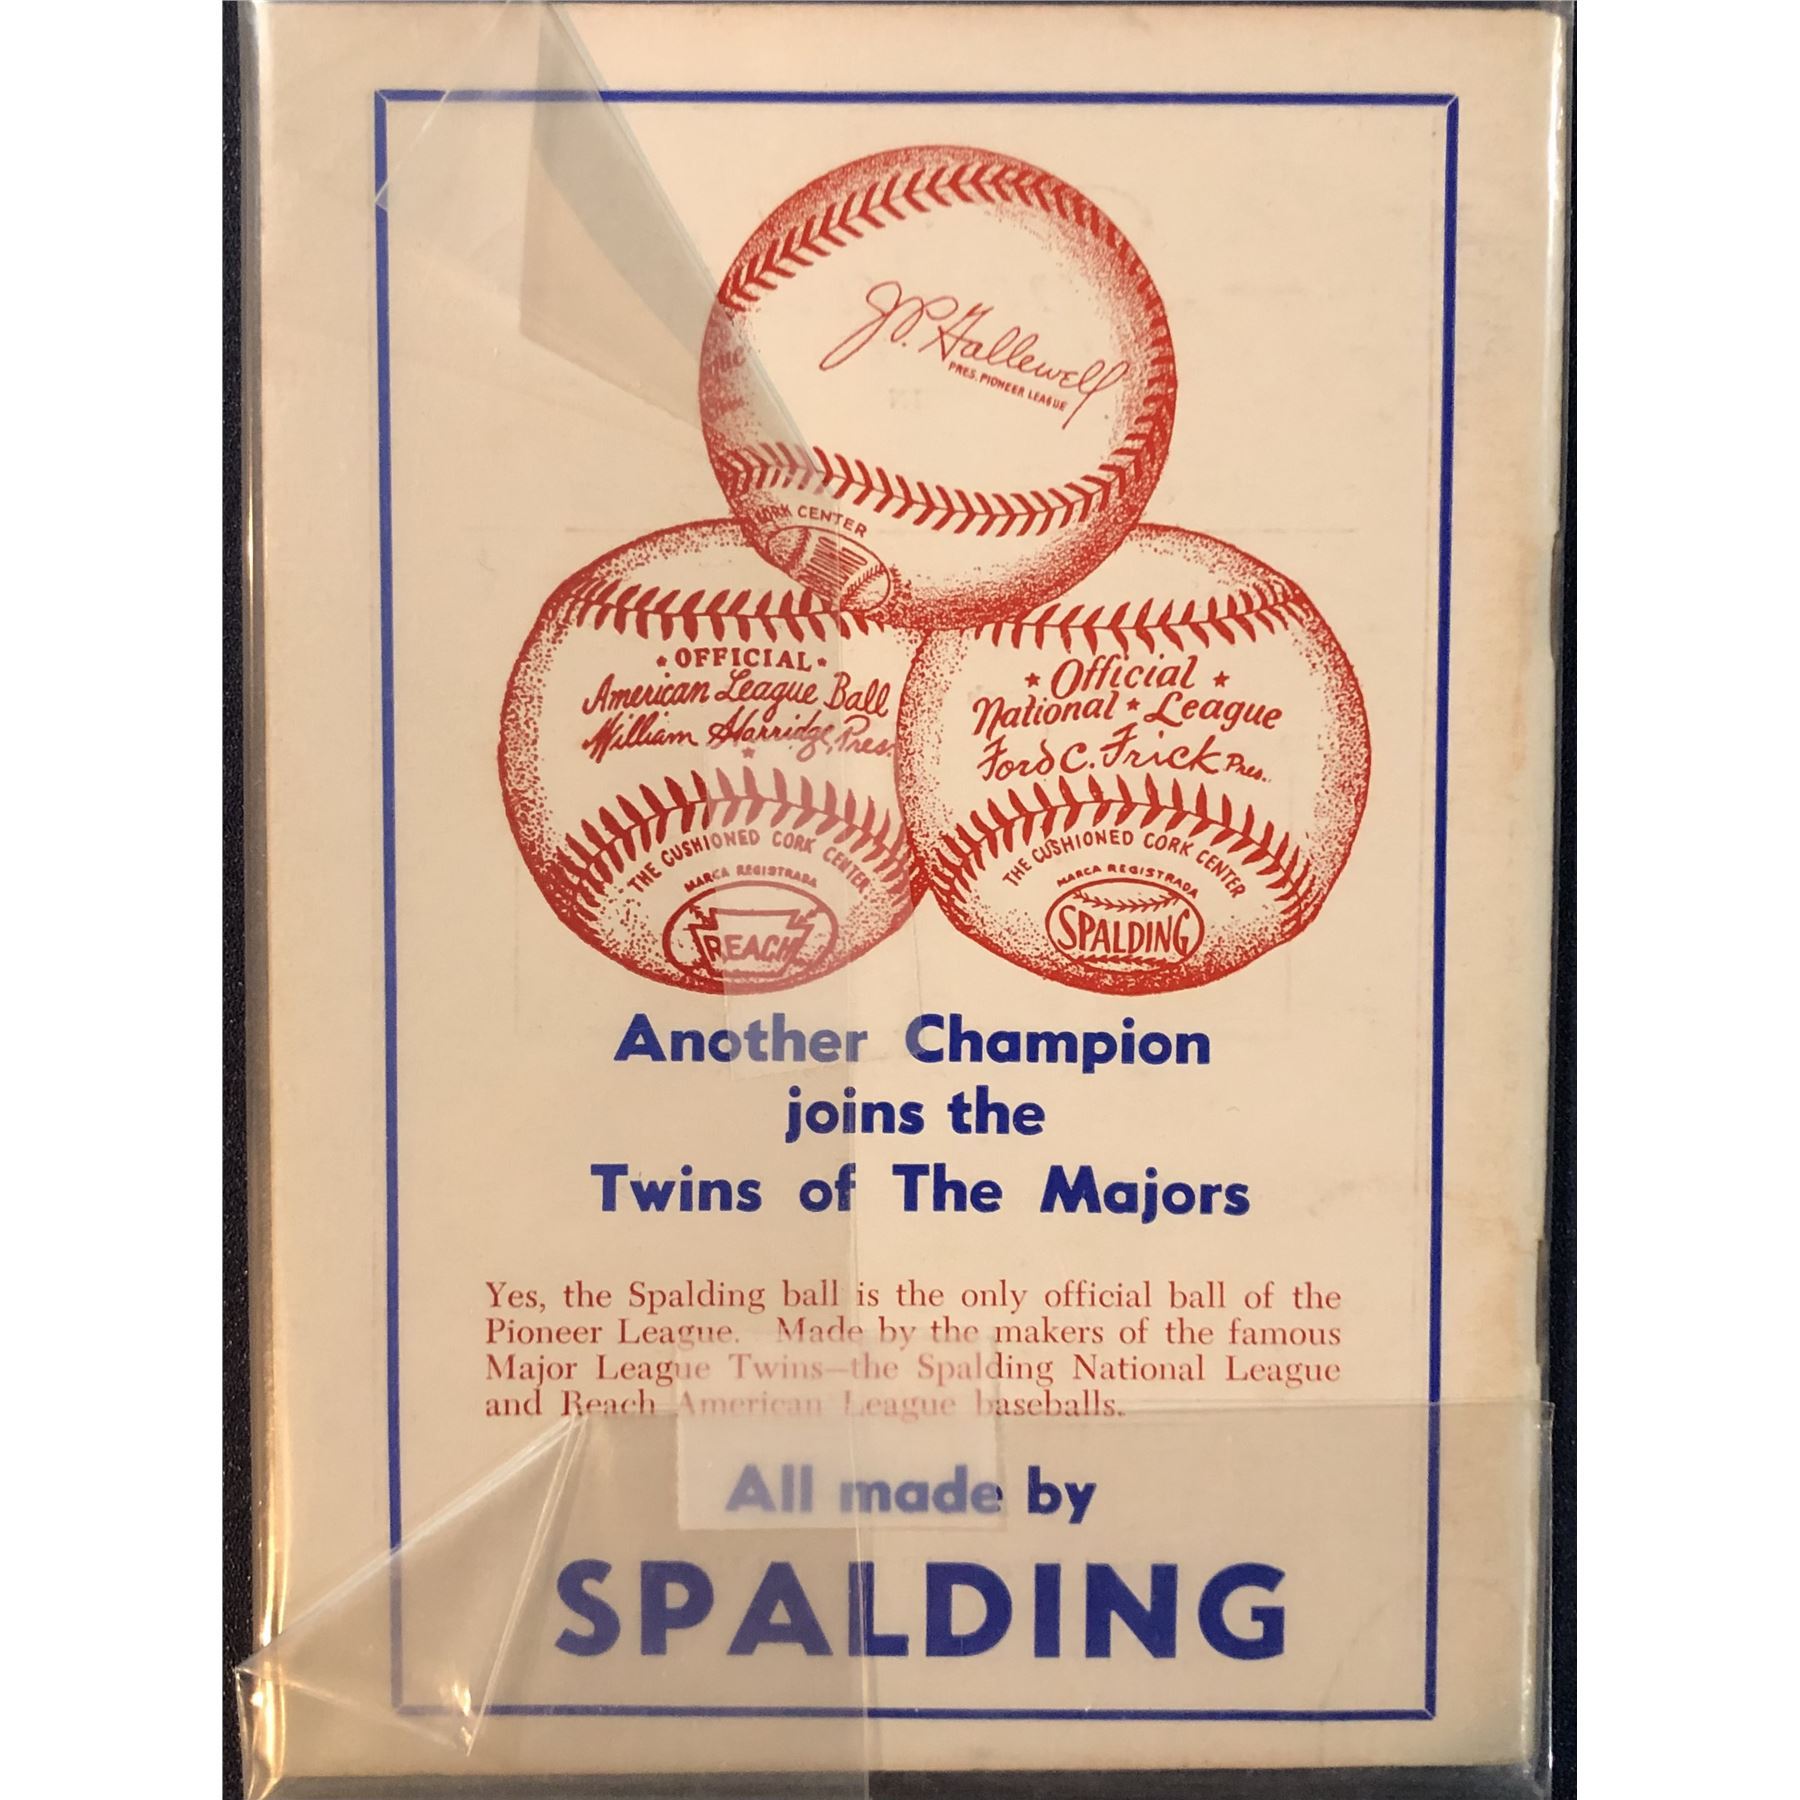 J.P. Hallewell
PRES. PIONEER LEAGUE
CORK CENTER
★ OFFICIAL ★
American League Ball
William Harridge, Pres.
THE CUSHIONED CORK CENTER
MARCA REGISTRADA
REACH
★ Official ★
National ★ League
Ford C. Frick Pres.
THE CUSHIONED CORK CENTER
MARCA REGISTRADA
SPALDING
Another Champion
joins the
Twins of The Majors
Yes, the Spalding ball is the only official ball of the
Pioneer League. Made by the makers of the famous
Major League Twins—the Spalding National League
and Reach American League baseballs.
All made by
SPALDING